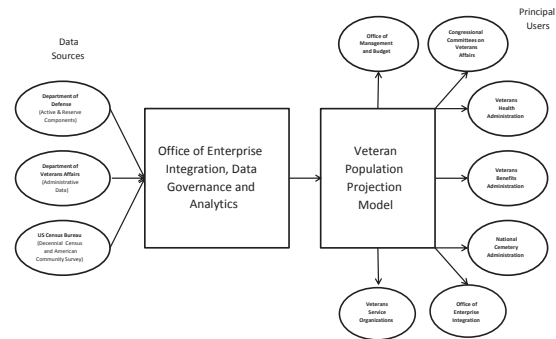 Data
Sources
Department of
Defense
(Active & Reserve
Components)
Department of
Veterans Affairs
(Administrative
Data)
US Census Bureau
(Decennial Census
and American
Community Survey)
Office of Enterprise
Integration, Data
Governance and
Analytics
Veteran
Population
Projection
Model
Principal
Users
Office of
Management
and Budget
Congressional
Committees on
Veterans
Affairs
Veterans
Health
Administration
Veterans
Benefits
Administration
National
Cemetery
Administration
Office of
Enterprise
Integration
Veterans
Service
Organizations